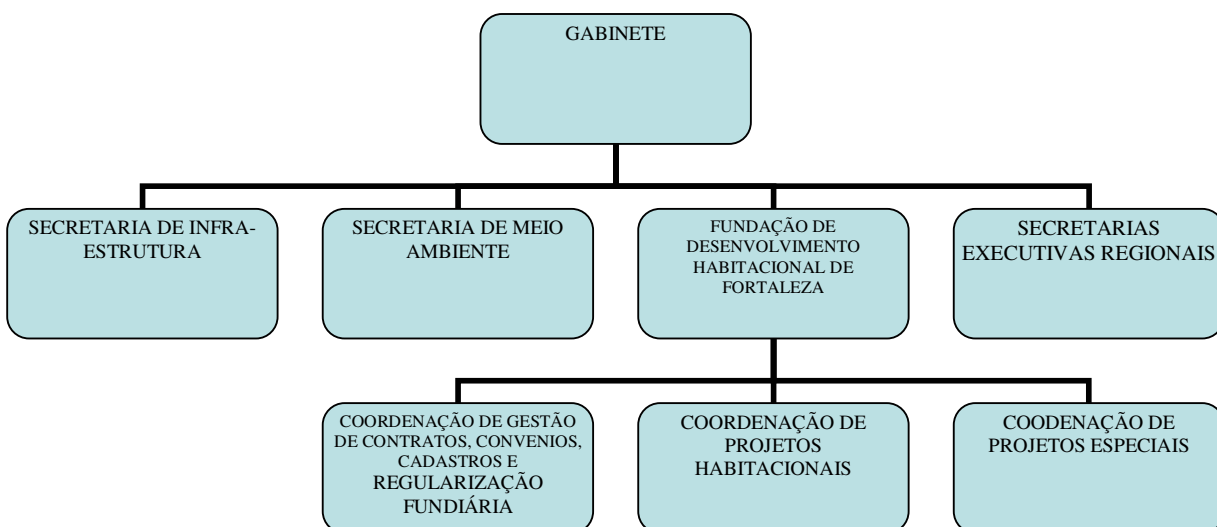 GABINETE
SECRETARIA DE INFRA-
ESTRUTURA
SECRETARIA DE MEIO
AMBIENTE
FUNDAÇÃO DE
DESENVOLVIMENTO
HABITACIONAL DE
FORTALEZA
SECRETARIAS
EXECUTIVAS REGIONAIS
COORDENAÇÃO DE GESTÃO
DE CONTRATOS, CONVENIOS,
CADASTROS E
REGULARIZAÇÃO
FUNDIÁRIA
COORDENAÇÃO DE
PROJETOS
HABITACIONAIS
COODENAÇÃO DE
PROJETOS ESPECIAIS